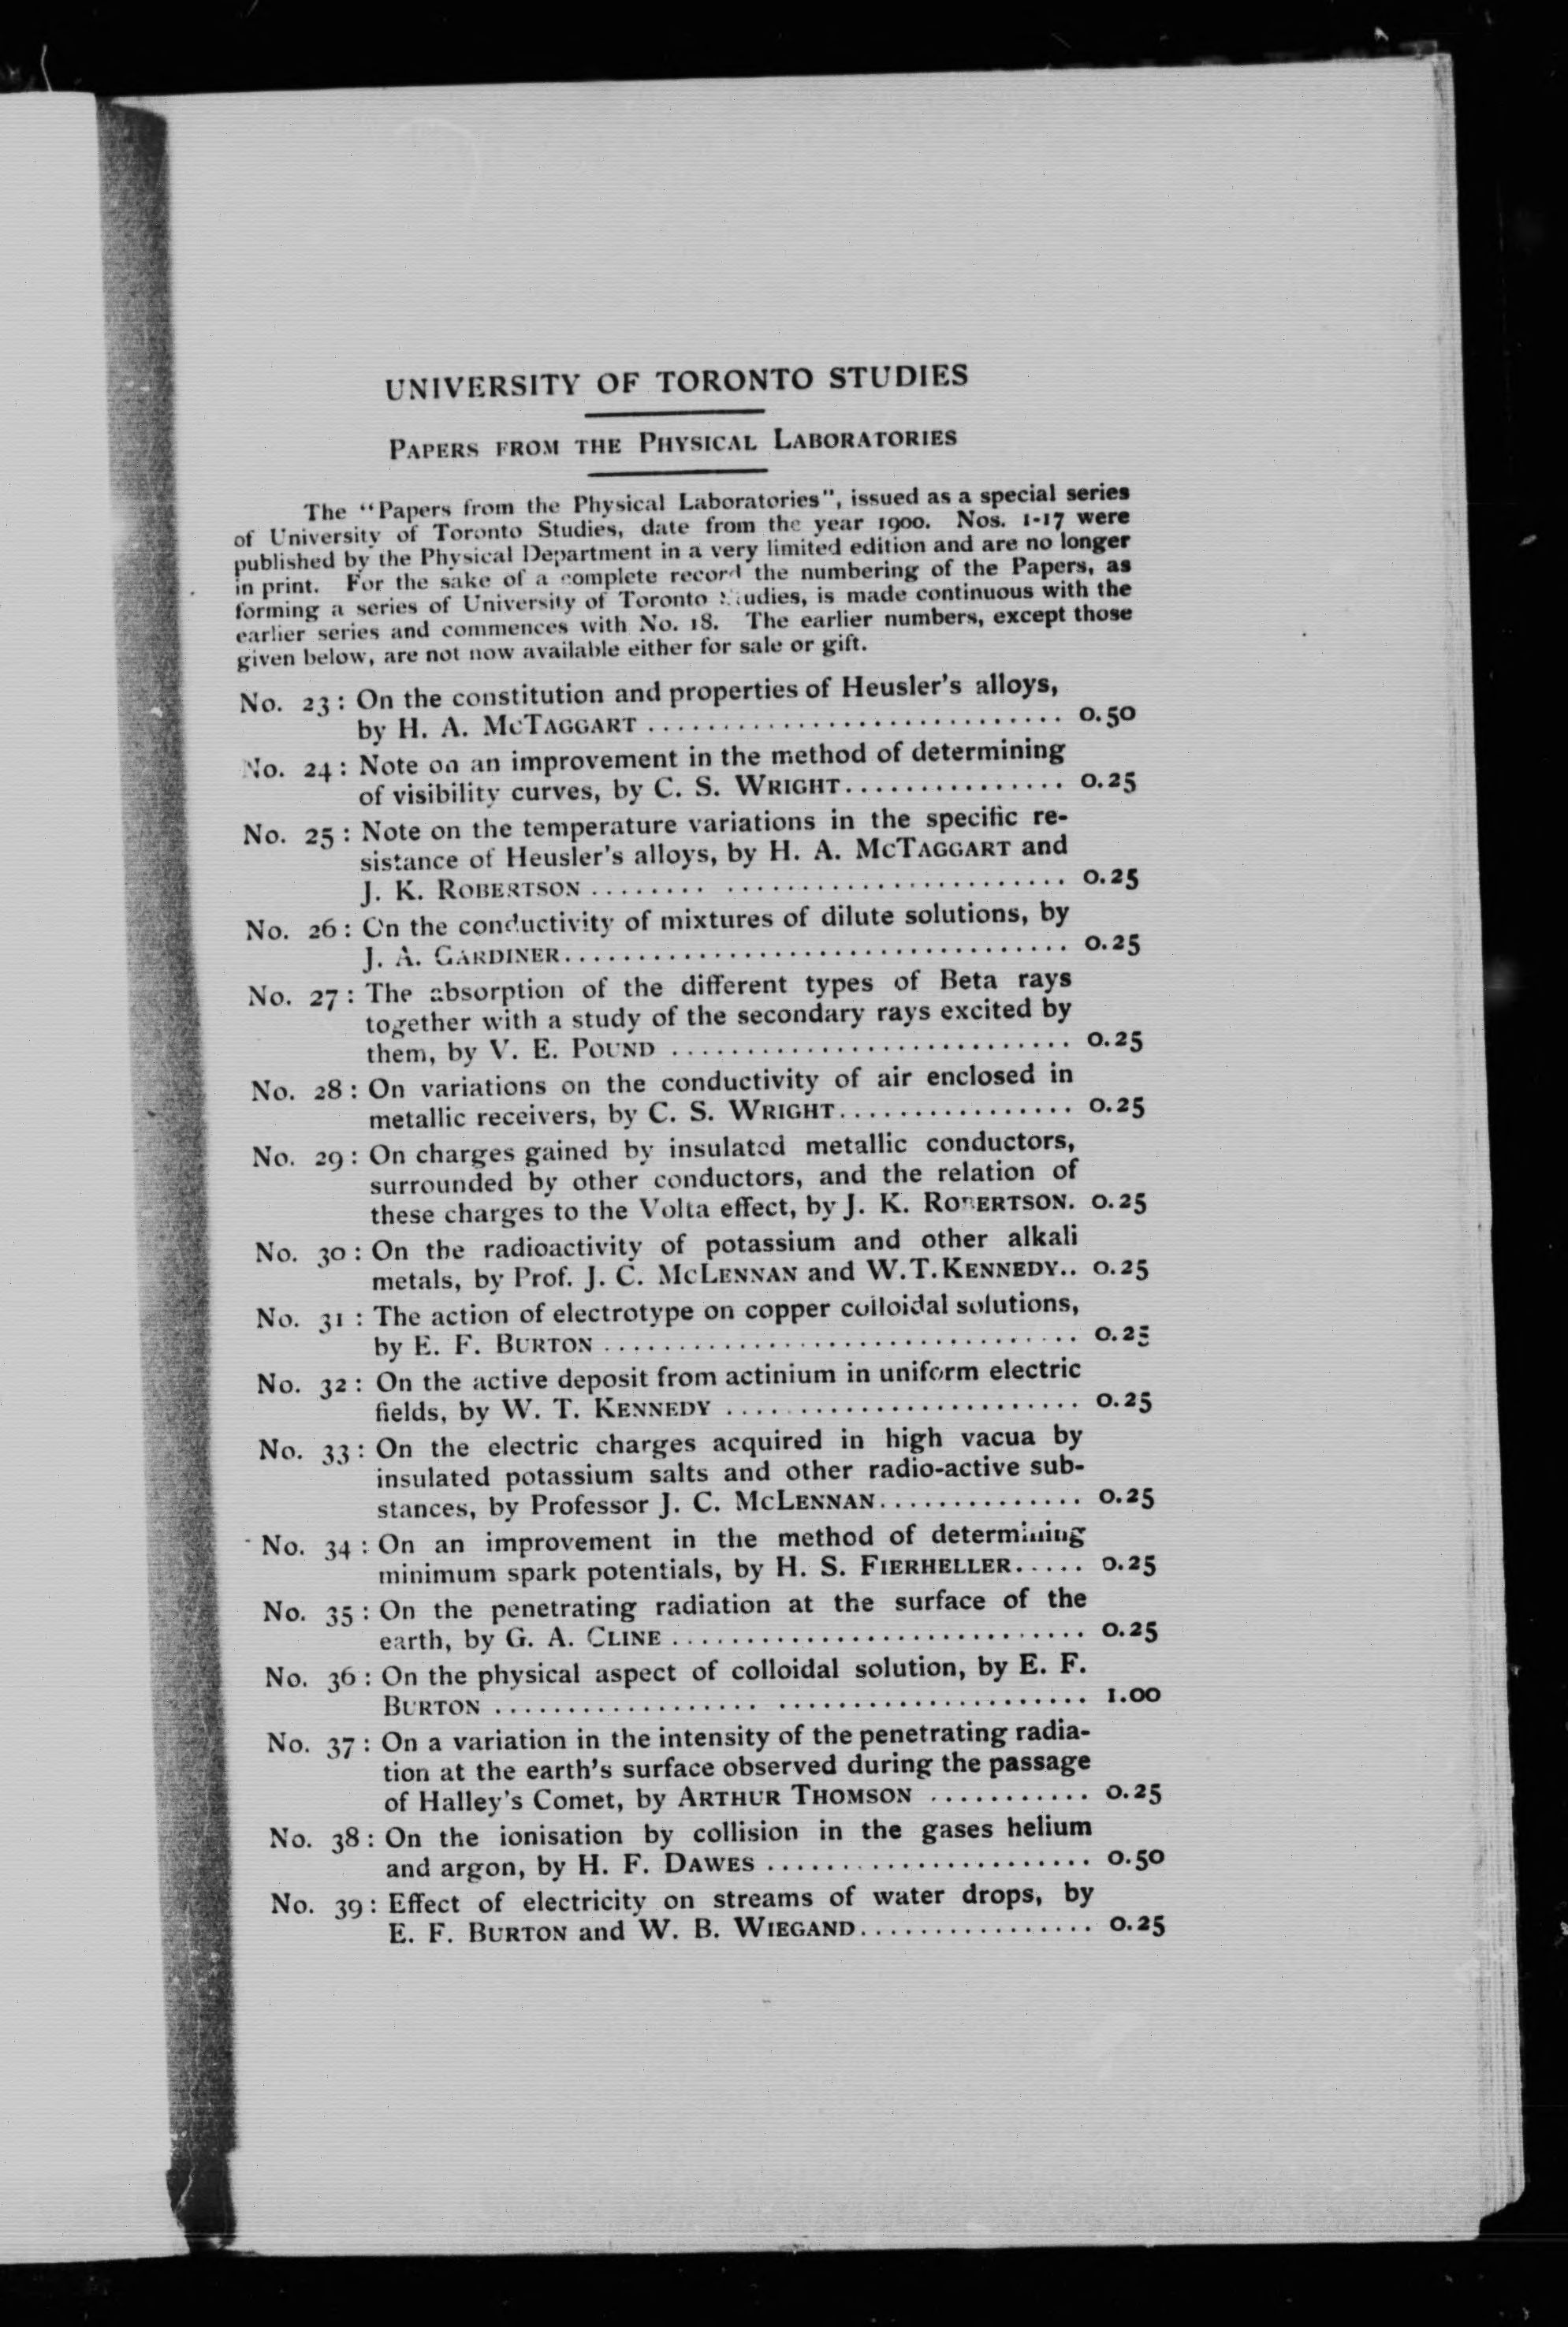 UNIVERSITY OF TORONTO STUDIES
PAPERS FROM THE PHYSICAL LABORATORIES
The "Papers from the Physical Laboratories", issued as a special series
of University of Toronto Studies, date from the year 1900. Nos. 1-17 were
published by the Physical Department in a very limited edition and are no longer
in print. For the sake of a complete record the numbering of the Papers, as
forming a series of University of Toronto Studies, is made continuous with the
earlier series and commences with No. 18. The earlier numbers, except those
given below, are not now available either for sale or gift.
No. 23: On the constitution and properties of Heusler's alloys,
by H. A. MCTAGGART ............................ 0.50
No. 24: Note on an improvement in the method of determining
of visibility curves, by C. S. WRIGHT............... 0.25
No. 25: Note on the temperature variations in the specific re-
sistance of Heusler's alloys, by H. A. MCTAGGART and
J. K. ROBERTSON ........ ....................... 0.25
No. 26: On the conductivity of mixtures of dilute solutions, by
J. A. GARDINER.................................. 0.25
No. 27: The absorption of the different types of Beta rays
together with a study of the secondary rays excited by
them, by V. E. POUND ........................... 0.25
No. 28: On variations on the conductivity of air enclosed in
metallic receivers, by C. S. WRIGHT................ 0.25
No. 29: On charges gained by insulated metallic conductors,
surrounded by other conductors, and the relation of
these charges to the Volta effect, by J. K. ROBERTSON. 0.25
No. 30: On the radioactivity of potassium and other alkali
metals, by Prof. J. C. MCLENNAN and W. T. KENNEDY.. 0.25
No. 31: The action of electrotype on copper colloidal solutions,
by E. F. BURTON ................................ 0.25
No. 32: On the active deposit from actinium in uniform electric
fields, by W. T. KENNEDY ........................ 0.25
No. 33: On the electric charges acquired in high vacua by
insulated potassium salts and other radio-active sub-
stances, by Professor J. C. MCLENNAN.............. 0.25
No. 34: On an improvement in the method of determining
minimum spark potentials, by H. S. FIERHELLER..... 0.25
No. 35: On the penetrating radiation at the surface of the
earth, by G. A. CLINE ............................ 0.25
No. 36: On the physical aspect of colloidal solution, by E. F.
BURTON .................. ..................... 1.00
No. 37: On a variation in the intensity of the penetrating radia-
tion at the earth's surface observed during the passage
of Halley's Comet, by ARTHUR THOMSON ........... 0.25
No. 38: On the ionisation by collision in the gases helium
and argon, by H. F. DAWES ...................... 0.50
No. 39: Effect of electricity on streams of water drops, by
E. F. BURTON and W. B. WIEGAND................ 0.25